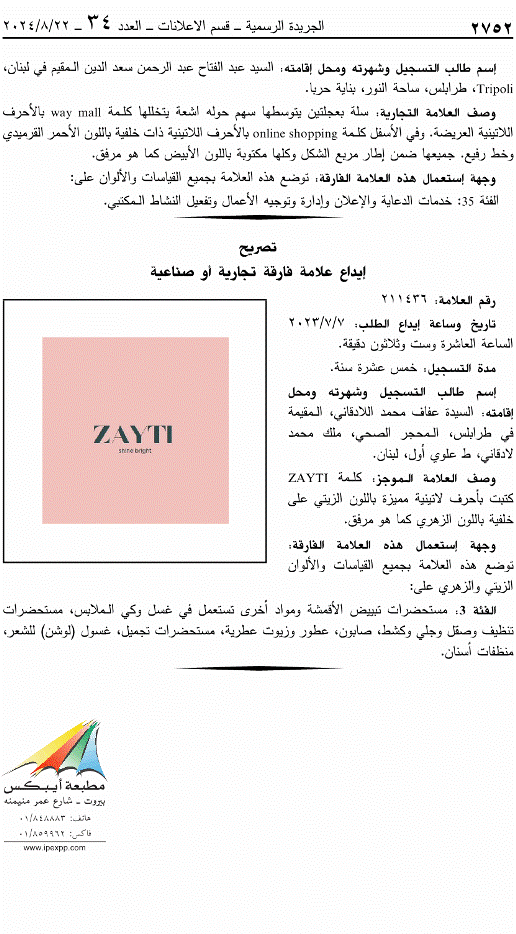 ٢٧٥٢
الجريدة الرسمية ــ قسم الاعلانات ــ العدد ٣٤ ــ ٢٠٢٤/٨/٢٢
إسم طالب التسجيل وشهرته ومحل إقامته: السيد عبد الفتاح عبد الرحمن سعد الدين المقيم في لبنان،
Tripoli، طرابلس، ساحة النور، بناية حربا.
وصف العلامة التجارية: سلة بعجلتين يتوسطها سهم حوله اشعة يتخللها كلمة way mall بالأحرف
اللاتينية العريضة. وفي الأسفل كلمة online shopping بالأحرف اللاتينية ذات خلفية باللون الأحمر القرميدي
وخط رفيع. جميعها ضمن إطار مربع الشكل وكلها مكتوبة باللون الأبيض كما هو مرفق.
وجهة إستعمال هذه العلامة الفارقة: توضع هذه العلامة بجميع القياسات والألوان على:
الفئة 35: خدمات الدعاية والإعلان وإدارة وتوجيه الأعمال وتفعيل النشاط المكتبي.
تصريح
إيداع علامة فارقة تجارية أو صناعية
رقم العلامة: ٢١١٤٣٦
تاريخ وساعة إيداع الطلب: ٢٠٢٣/٧/٧
الساعة العاشرة وست وثلاثون دقيقة.
مدة التسجيل: خمس عشرة سنة.
إسم طالب التسجيل وشهرته ومحل
إقامته: السيدة عفاف محمد اللادقاني، المقيمة
في طرابلس، المحجر الصحي، ملك محمد
لادقاني، ط علوي أول، لبنان.
وصف العلامة الموجز: كلمة ZAYTI
كتبت بأحرف لاتينية مميزة باللون الزيتي على
خلفية باللون الزهري كما هو مرفق.
وجهة إستعمال هذه العلامة الفارقة:
توضع هذه العلامة بجميع القياسات والألوان
الزيتي والزهري على:
ZAYTI
shine bright
الفئة 3: مستحضرات تبييض الأقمشة ومواد أخرى تستعمل في غسل وكي الملابس، مستحضرات
تنظيف وصقل وجلي وكشط، صابون، عطور وزيوت عطرية، مستحضرات تجميل، غسول (لوشن) للشعر،
منظفات أسنان.
مطبعة أيبكس
بيروت ــ شارع عمر منيمنه
هاتف: ٠١/٨٤٨٨٨٣
فاكس: ٠١/٨٥٩٩٦٢
www.ipexpp.com